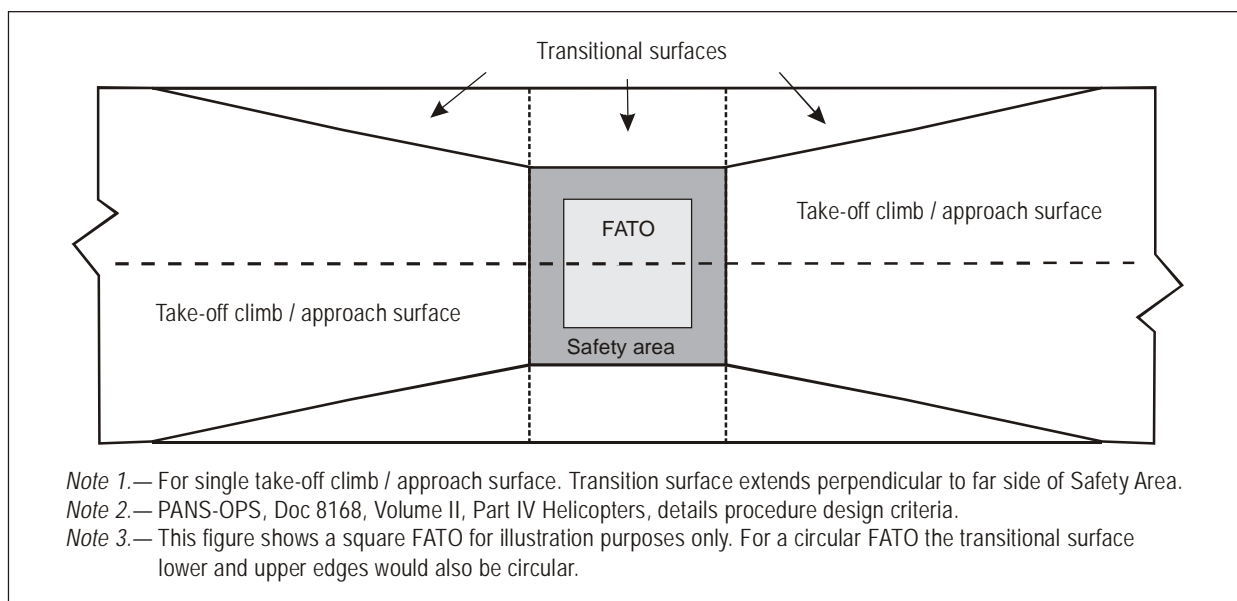 Transitional surfaces
Take-off climb / approach surface
FATO
Take-off climb / approach surface
Safety area
Note 1.— For single take-off climb / approach surface. Transition surface extends perpendicular to far side of Safety Area.
Note 2.— PANS-OPS, Doc 8168, Volume II, Part IV Helicopters, details procedure design criteria.
Note 3.— This figure shows a square FATO for illustration purposes only. For a circular FATO the transitional surface
lower and upper edges would also be circular.